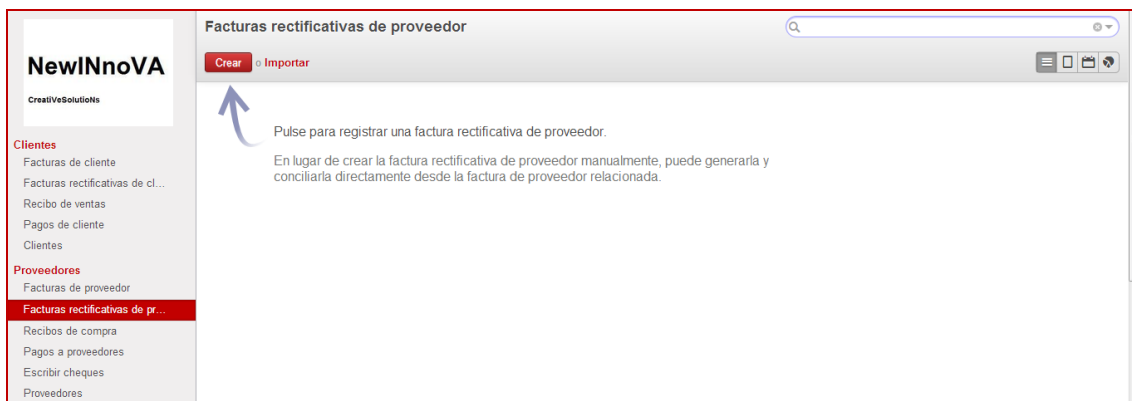 NewINnoVA
CreatiVeSolutioNs
Clientes
Facturas de cliente
Facturas rectificativas de cl...
Recibo de ventas
Pagos de cliente
Clientes
Proveedores
Facturas de proveedor
Facturas rectificativas de pr...
Recibos de compra
Pagos a proveedores
Escribir cheques
Proveedores
Facturas rectificativas de proveedor
Crear o Importar
Pulse para registrar una factura rectificativa de proveedor.
En lugar de crear la factura rectificativa de proveedor manualmente, puede generarla y
conciliarla directamente desde la factura de proveedor relacionada.